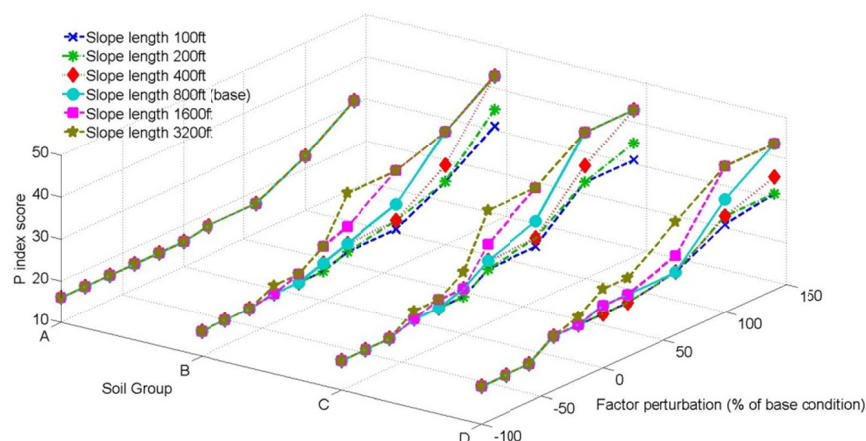 Slope length 100ft
Slope length 200ft
Slope length 400ft
Slope length 800ft (base)
Slope length 1600ft
Slope length 3200ft
P index score
50
40
30
20
10
A
B
C
D
Soil Group
-100
-50
0
50
100
150
Factor perturbation (% of base condition)